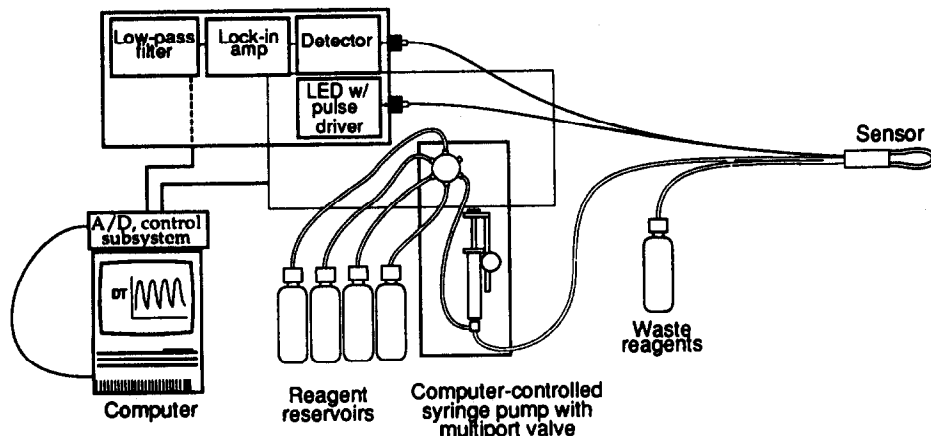 Low-pass
filter
Lock-in
amp
Detector
LED w/
pulse
driver
Sensor
A/D, control
subsystem
DT
Computer
Reagent
reservoirs
Computer-controlled
syringe pump with
multiport valve
Waste
reagents